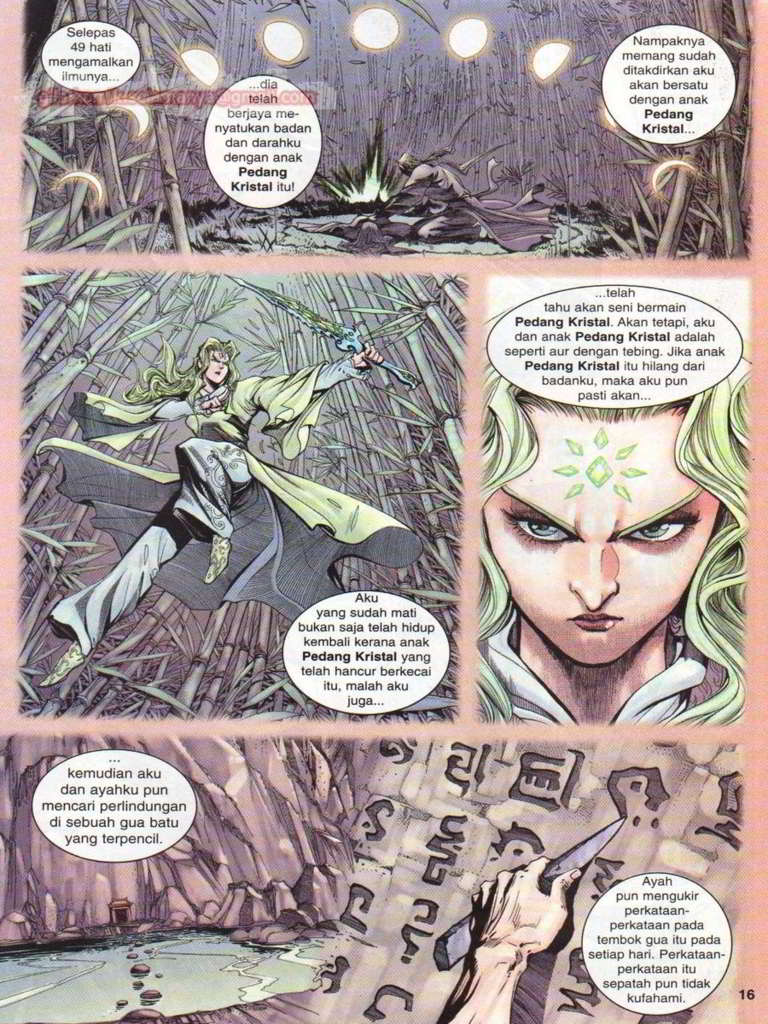 Selepas
49 hati
mengamalkan
ilmunya...
...dia
telah
berjaya me-
nyatukan badan
dan darahku
dengan anak
Pedang
Kristal itu!
Nampaknya
memang sudah
ditakdirkan aku
akan bersatu
dengan anak
Pedang
Kristal...
Aku
yang sudah mati
bukan saja telah hidup
kembali kerana anak
Pedang Kristal yang
telah hancur berkecai
itu, malah aku
juga...
...telah
tahu akan seni bermain
Pedang Kristal. Akan tetapi, aku
dan anak Pedang Kristal adalah
seperti aur dengan tebing. Jika anak
Pedang Kristal itu hilang dari
badanku, maka aku pun
pasti akan...
...
kemudian aku
dan ayahku pun
mencari perlindungan
di sebuah gua batu
yang terpencil.
Ayah
pun mengukir
perkataan-
perkataan pada
tembok gua itu pada
setiap hari. Perkataan-
perkataan itu
sepatah pun tidak
kufahami.
16